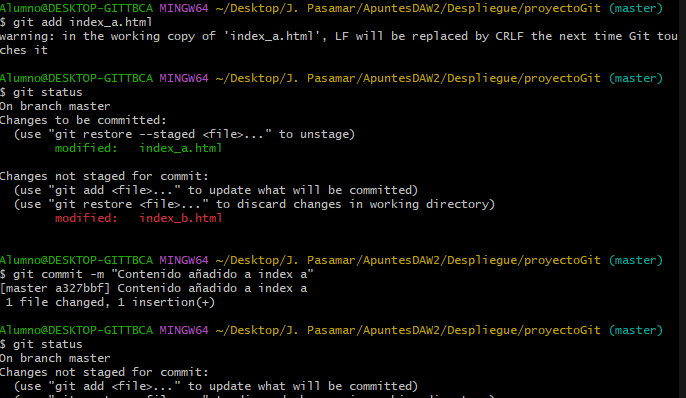 Alumno@DESKTOP-GITTBCA MINGW64 ~/Desktop/J. Pasamar/ApuntesDAW2/Despliegue/proyectoGit (master)
$ git add index_a.html
warning: in the working copy of 'index_a.html', LF will be replaced by CRLF the next time Git tou
ches it
Alumno@DESKTOP-GITTBCA MINGW64 ~/Desktop/J. Pasamar/ApuntesDAW2/Despliegue/proyectoGit (master)
$ git status
On branch master
Changes to be committed:
  (use "git restore --staged <file>..." to unstage)
        modified:   index_a.html
Changes not staged for commit:
  (use "git add <file>..." to update what will be committed)
  (use "git restore <file>..." to discard changes in working directory)
        modified:   index_b.html
Alumno@DESKTOP-GITTBCA MINGW64 ~/Desktop/J. Pasamar/ApuntesDAW2/Despliegue/proyectoGit (master)
$ git commit -m "Contenido añadido a index a"
[master a327bbf] Contenido añadido a index a
 1 file changed, 1 insertion(+)
Alumno@DESKTOP-GITTBCA MINGW64 ~/Desktop/J. Pasamar/ApuntesDAW2/Despliegue/proyectoGit (master)
$ git status
On branch master
Changes not staged for commit:
  (use "git add <file>..." to update what will be committed)